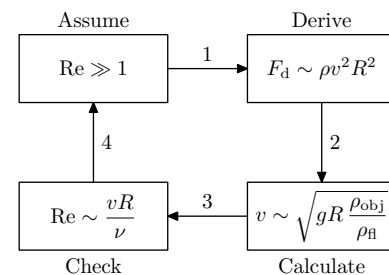 Assume
Derive
Re ≫ 1
1
F_d ∼ ρv²R²
4
2
Re ∼ vR/ν
3
v ∼ √(gR ρ_obj/ρ_fl)
Check
Calculate